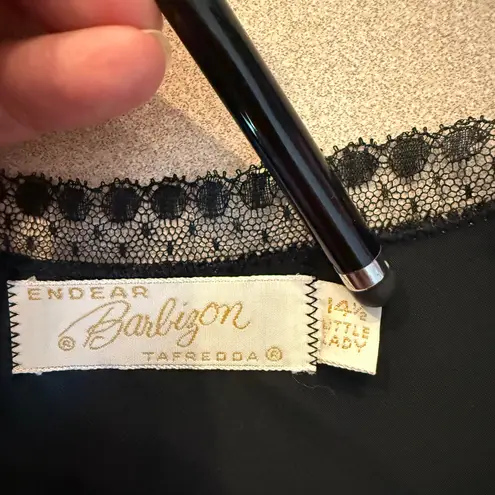 ENDEAR
Barbizon
® TAFREDDA ®
14½
LITTLE
LADY